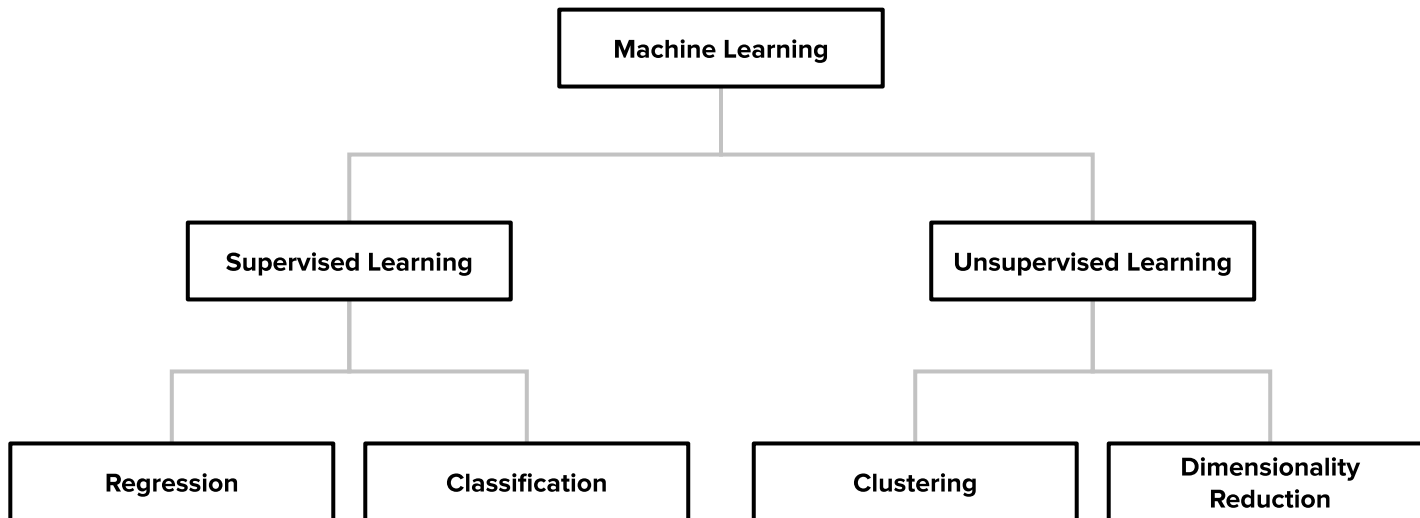 Machine Learning
Supervised Learning
Unsupervised Learning
Regression
Classification
Clustering
Dimensionality
Reduction